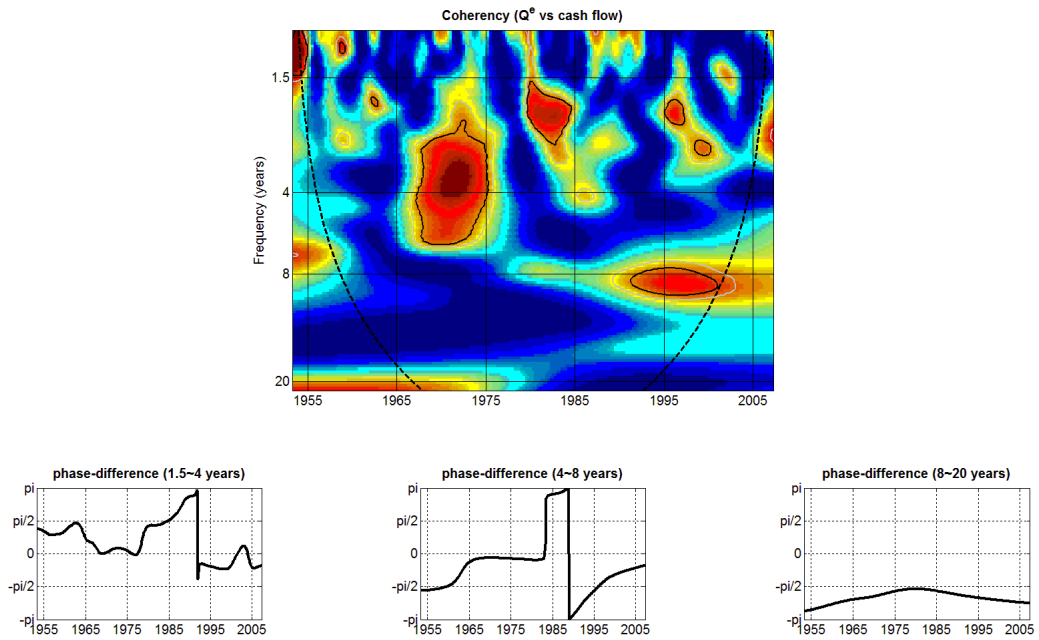 Coherency (Qe vs cash flow)
Frequency (years)
1.5
4
8
20
1955 1965 1975 1985 1995 2005
phase-difference (1.5~4 years)
pi
pi/2
0
-pi/2
-pi
1955 1965 1975 1985 1995 2005
phase-difference (4~8 years)
pi
pi/2
0
-pi/2
-pi
1955 1965 1975 1985 1995 2005
phase-difference (8~20 years)
pi
pi/2
0
-pi/2
-pi
1955 1965 1975 1985 1995 2005